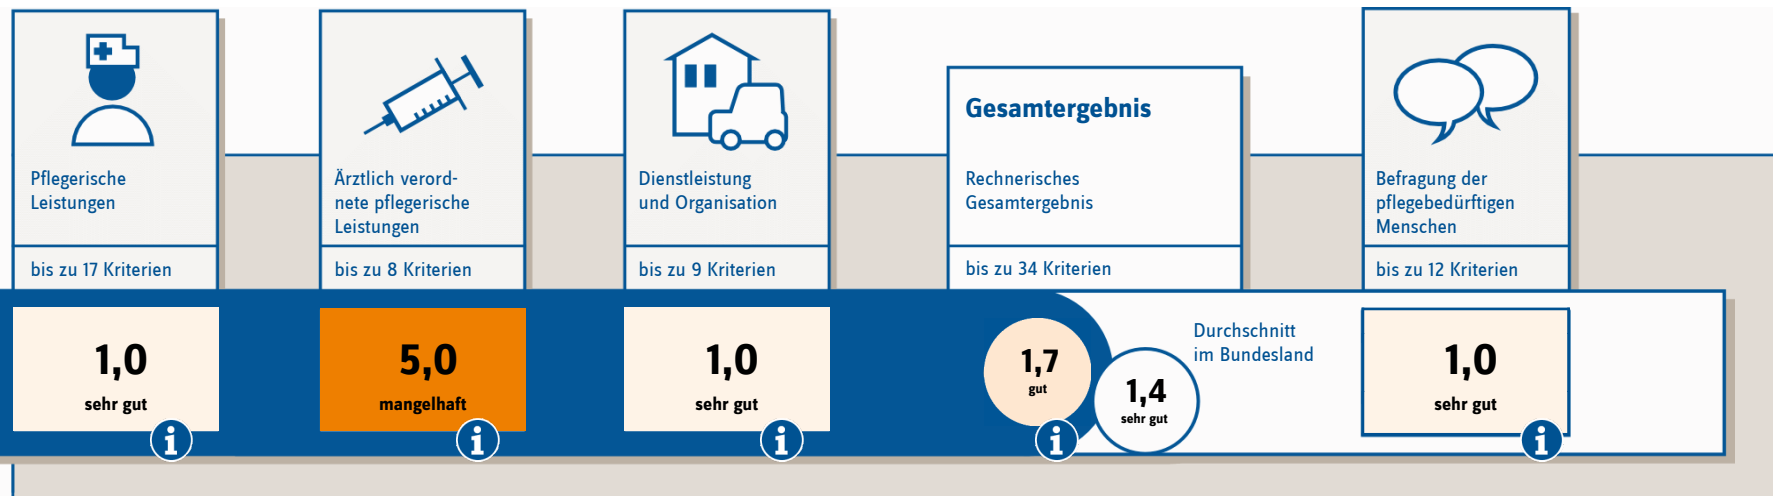 Pflegerische
Leistungen
bis zu 17 Kriterien
1,0
sehr gut
i
Ärztlich verord-
nete pflegerische
Leistungen
bis zu 8 Kriterien
5,0
mangelhaft
i
Dienstleistung
und Organisation
bis zu 9 Kriterien
1,0
sehr gut
i
Gesamtergebnis
Rechnerisches
Gesamtergebnis
bis zu 34 Kriterien
1,7
gut
i
1,4
sehr gut
Durchschnitt
im Bundesland
Befragung der
pflegebedürftigen
Menschen
bis zu 12 Kriterien
1,0
sehr gut
i